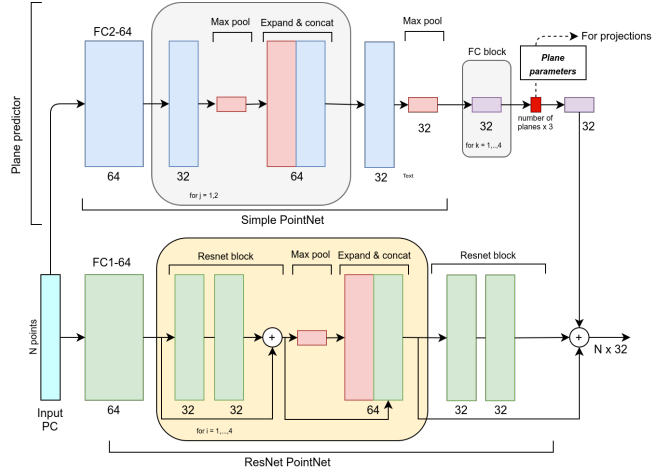 FC2-64
Max pool
Expand & concat
Max pool
FC block
For projections
Plane
parameters
Plane predictor
64
32
64
32
Text
32
32
number of
planes x 3
32
for j = 1,2
for k = 1,..,4
Simple PointNet
FC1-64
Resnet block
Max pool
Expand & concat
Resnet block
N points
+
+
N x 32
Input
PC
64
32
32
64
32
32
for i = 1,...,4
ResNet PointNet